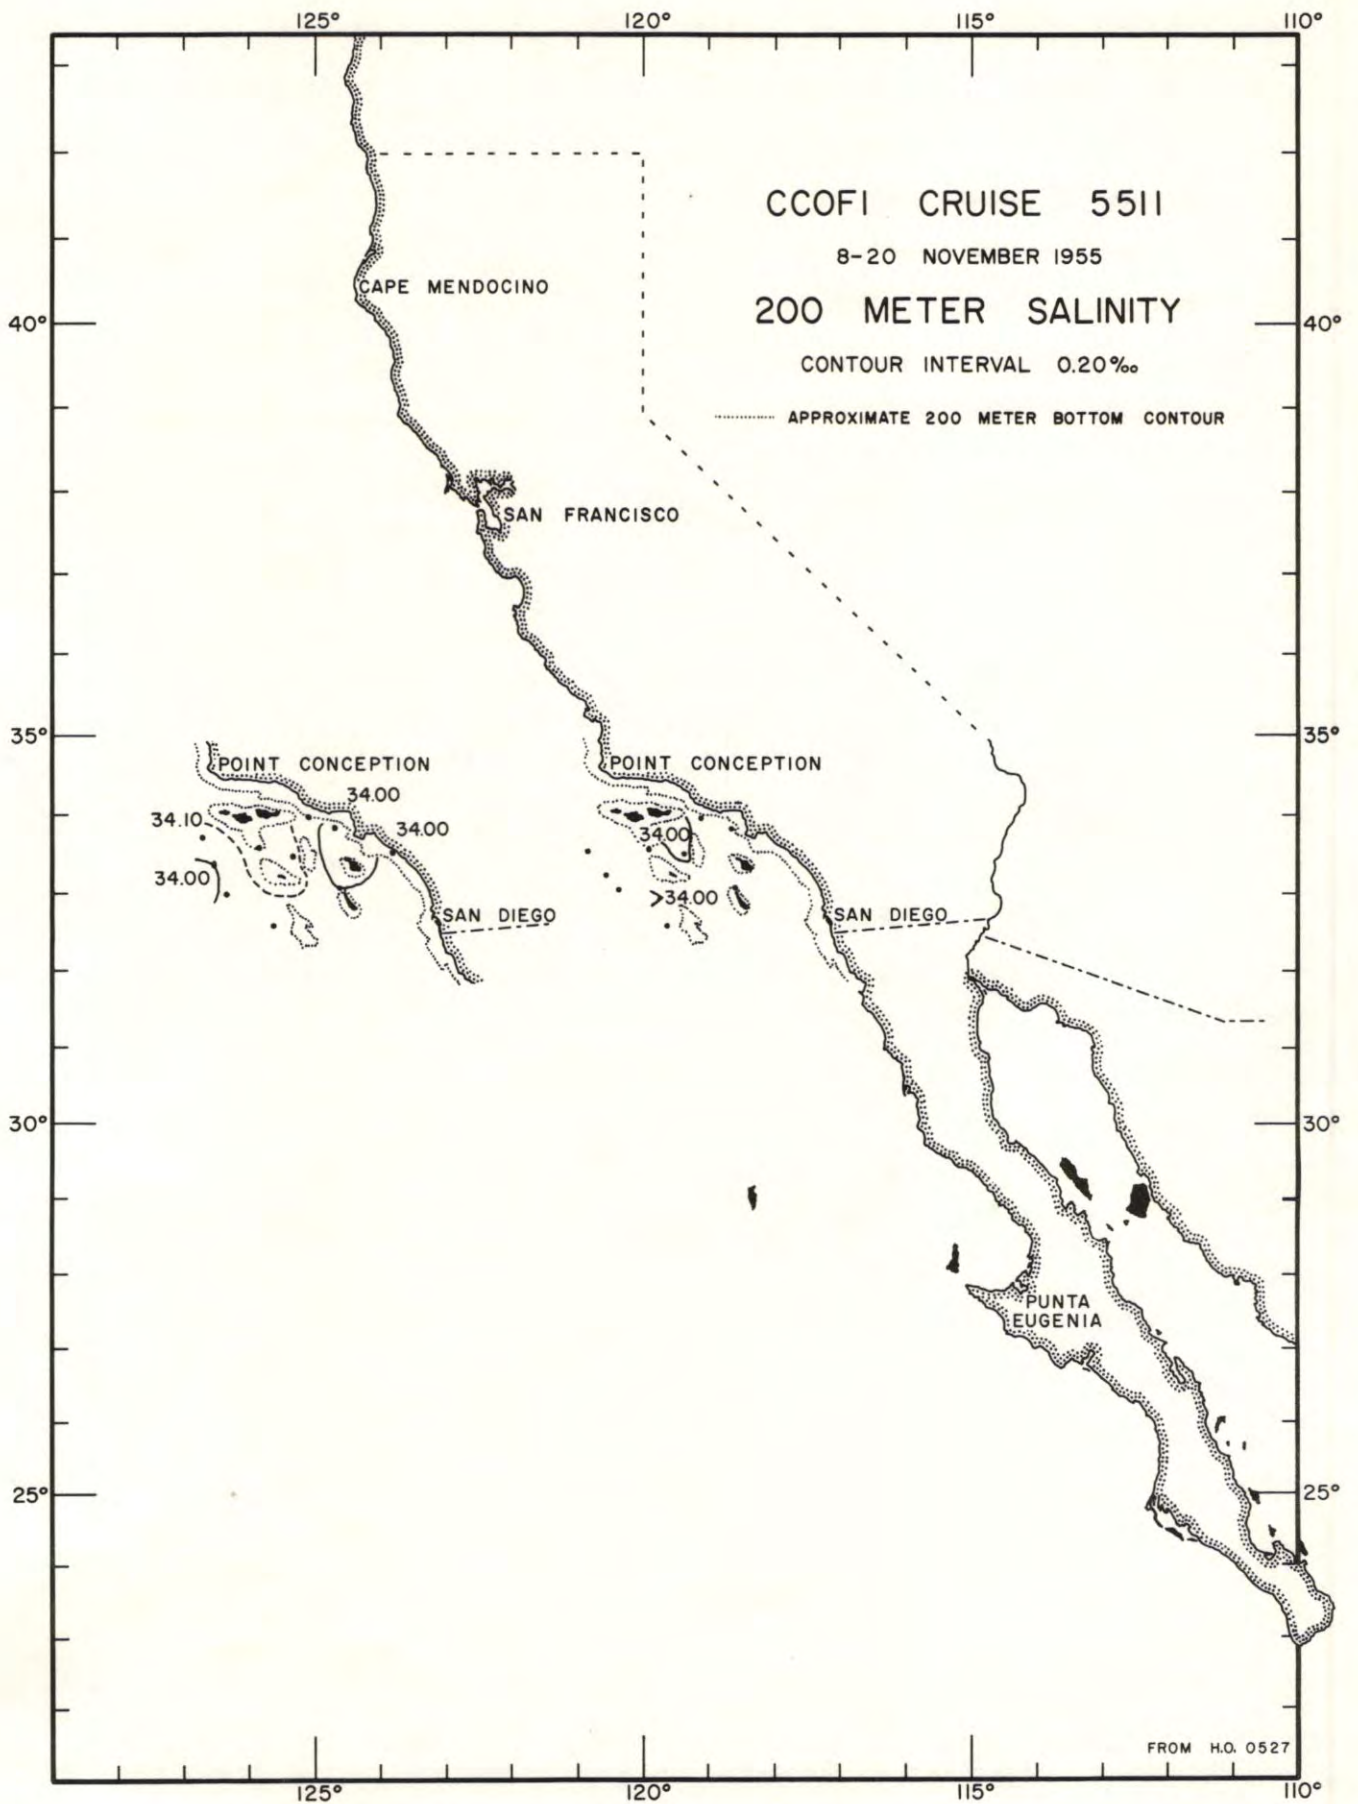 125° 120° 115° 110°
CCOFI CRUISE 5511
8-20 NOVEMBER 1955
200 METER SALINITY
CONTOUR INTERVAL 0.20‰
APPROXIMATE 200 METER BOTTOM CONTOUR
CAPE MENDOCINO
40° 40°
SAN FRANCISCO
35° 35°
POINT CONCEPTION POINT CONCEPTION
34.00
34.10
34.00
34.00
34.00
>34.00
SAN DIEGO SAN DIEGO
30° 30°
PUNTA
EUGENIA
25° 25°
FROM H.O. 0527
125° 120° 115° 110°